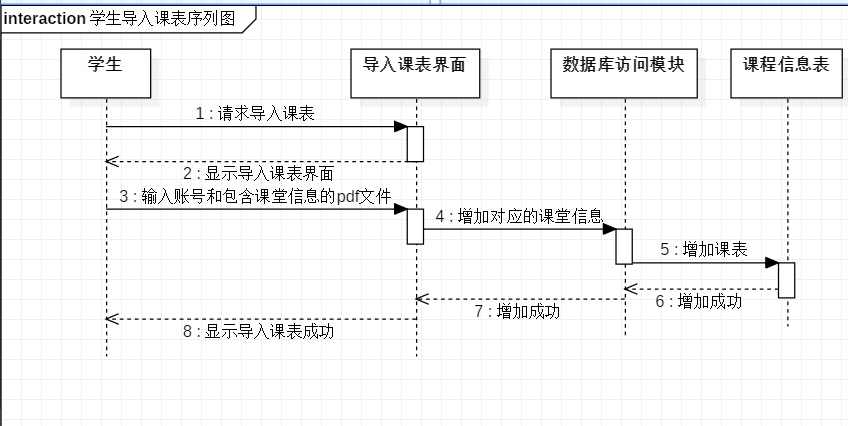 interaction 学生导入课表序列图
学生
导入课表界面
数据库访问模块
课程信息表
1 : 请求导入课表
2 : 显示导入课表界面
3 : 输入账号和包含课堂信息的pdf文件
4 : 增加对应的课堂信息
5 : 增加课表
6 : 增加成功
7 : 增加成功
8 : 显示导入课表成功